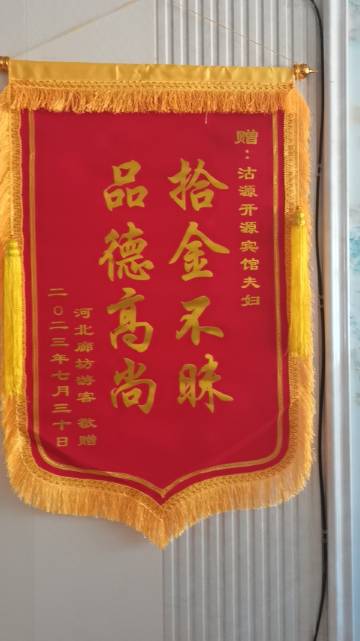 赠：沽源开源宾馆夫妇
拾金不昧
品德高尚
河北廊坊游客 敬赠
二〇二三年七月三十日